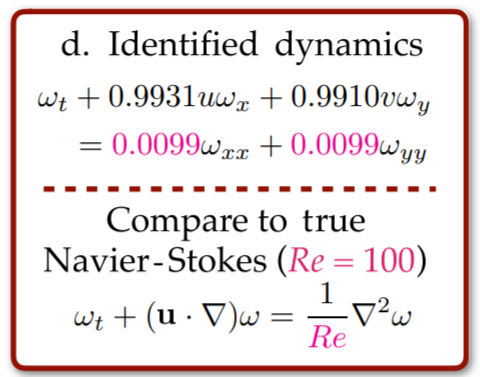 d. Identified dynamics
ω_t + 0.9931uω_x + 0.9910vω_y
= 0.0099ω_xx + 0.0099ω_yy
Compare to true
Navier-Stokes (Re = 100)
ω_t + (𝐮 · ∇)ω = 1/Re ∇²ω